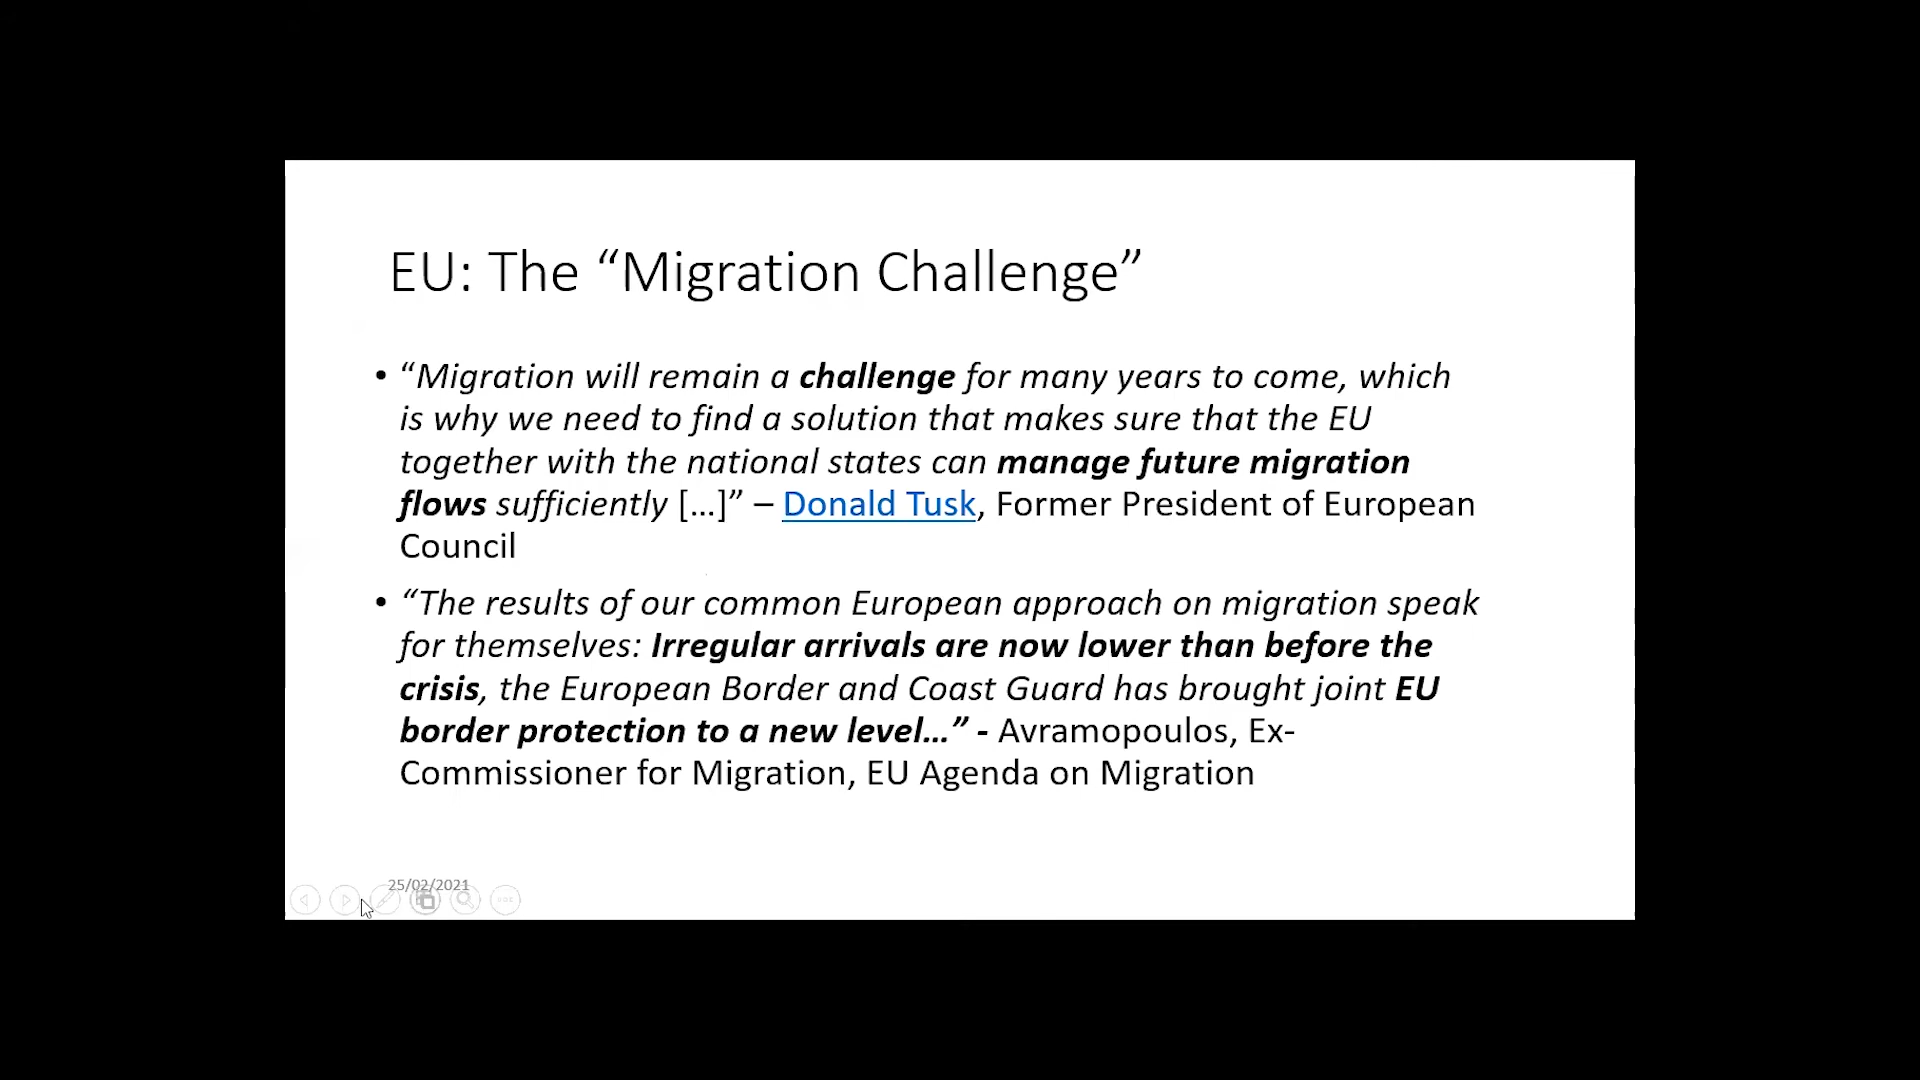 EU: The “Migration Challenge”
• “Migration will remain a challenge for many years to come, which
is why we need to find a solution that makes sure that the EU
together with the national states can manage future migration
flows sufficiently […]” – Donald Tusk, Former President of European
Council
• “The results of our common European approach on migration speak
for themselves: Irregular arrivals are now lower than before the
crisis, the European Border and Coast Guard has brought joint EU
border protection to a new level…” - Avramopoulos, Ex-
Commissioner for Migration, EU Agenda on Migration
25/02/2021